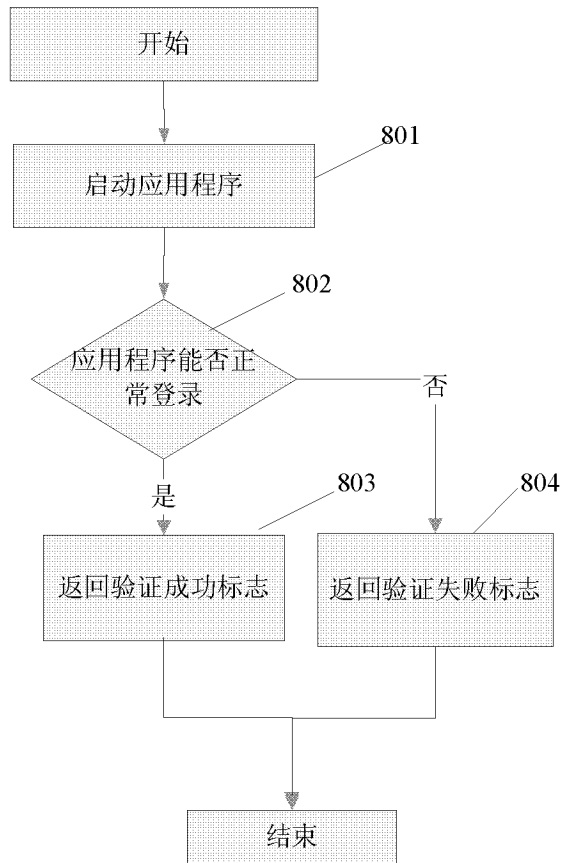 开始
801
启动应用程序
802
应用程序能否正
常登录
否
是
803
804
返回验证成功标志
返回验证失败标志
结束